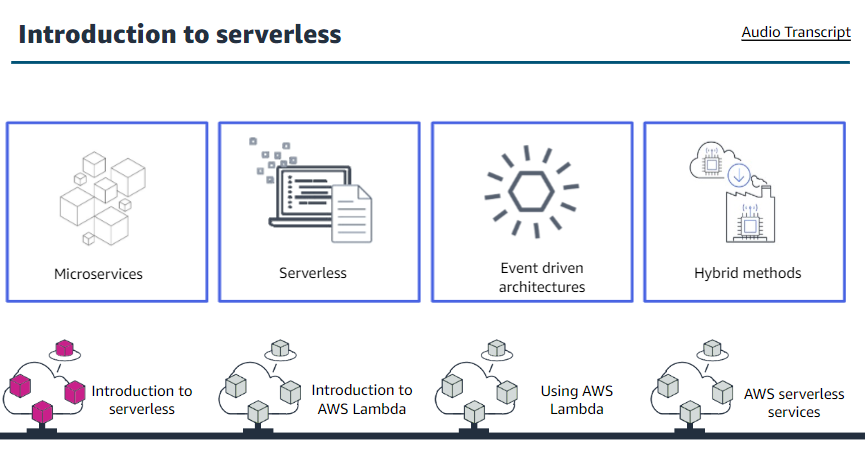 Introduction to serverless
Audio Transcript
Microservices
Serverless
Event driven
architectures
Hybrid methods
Introduction to
serverless
Introduction to
AWS Lambda
Using AWS
Lambda
AWS serverless
services